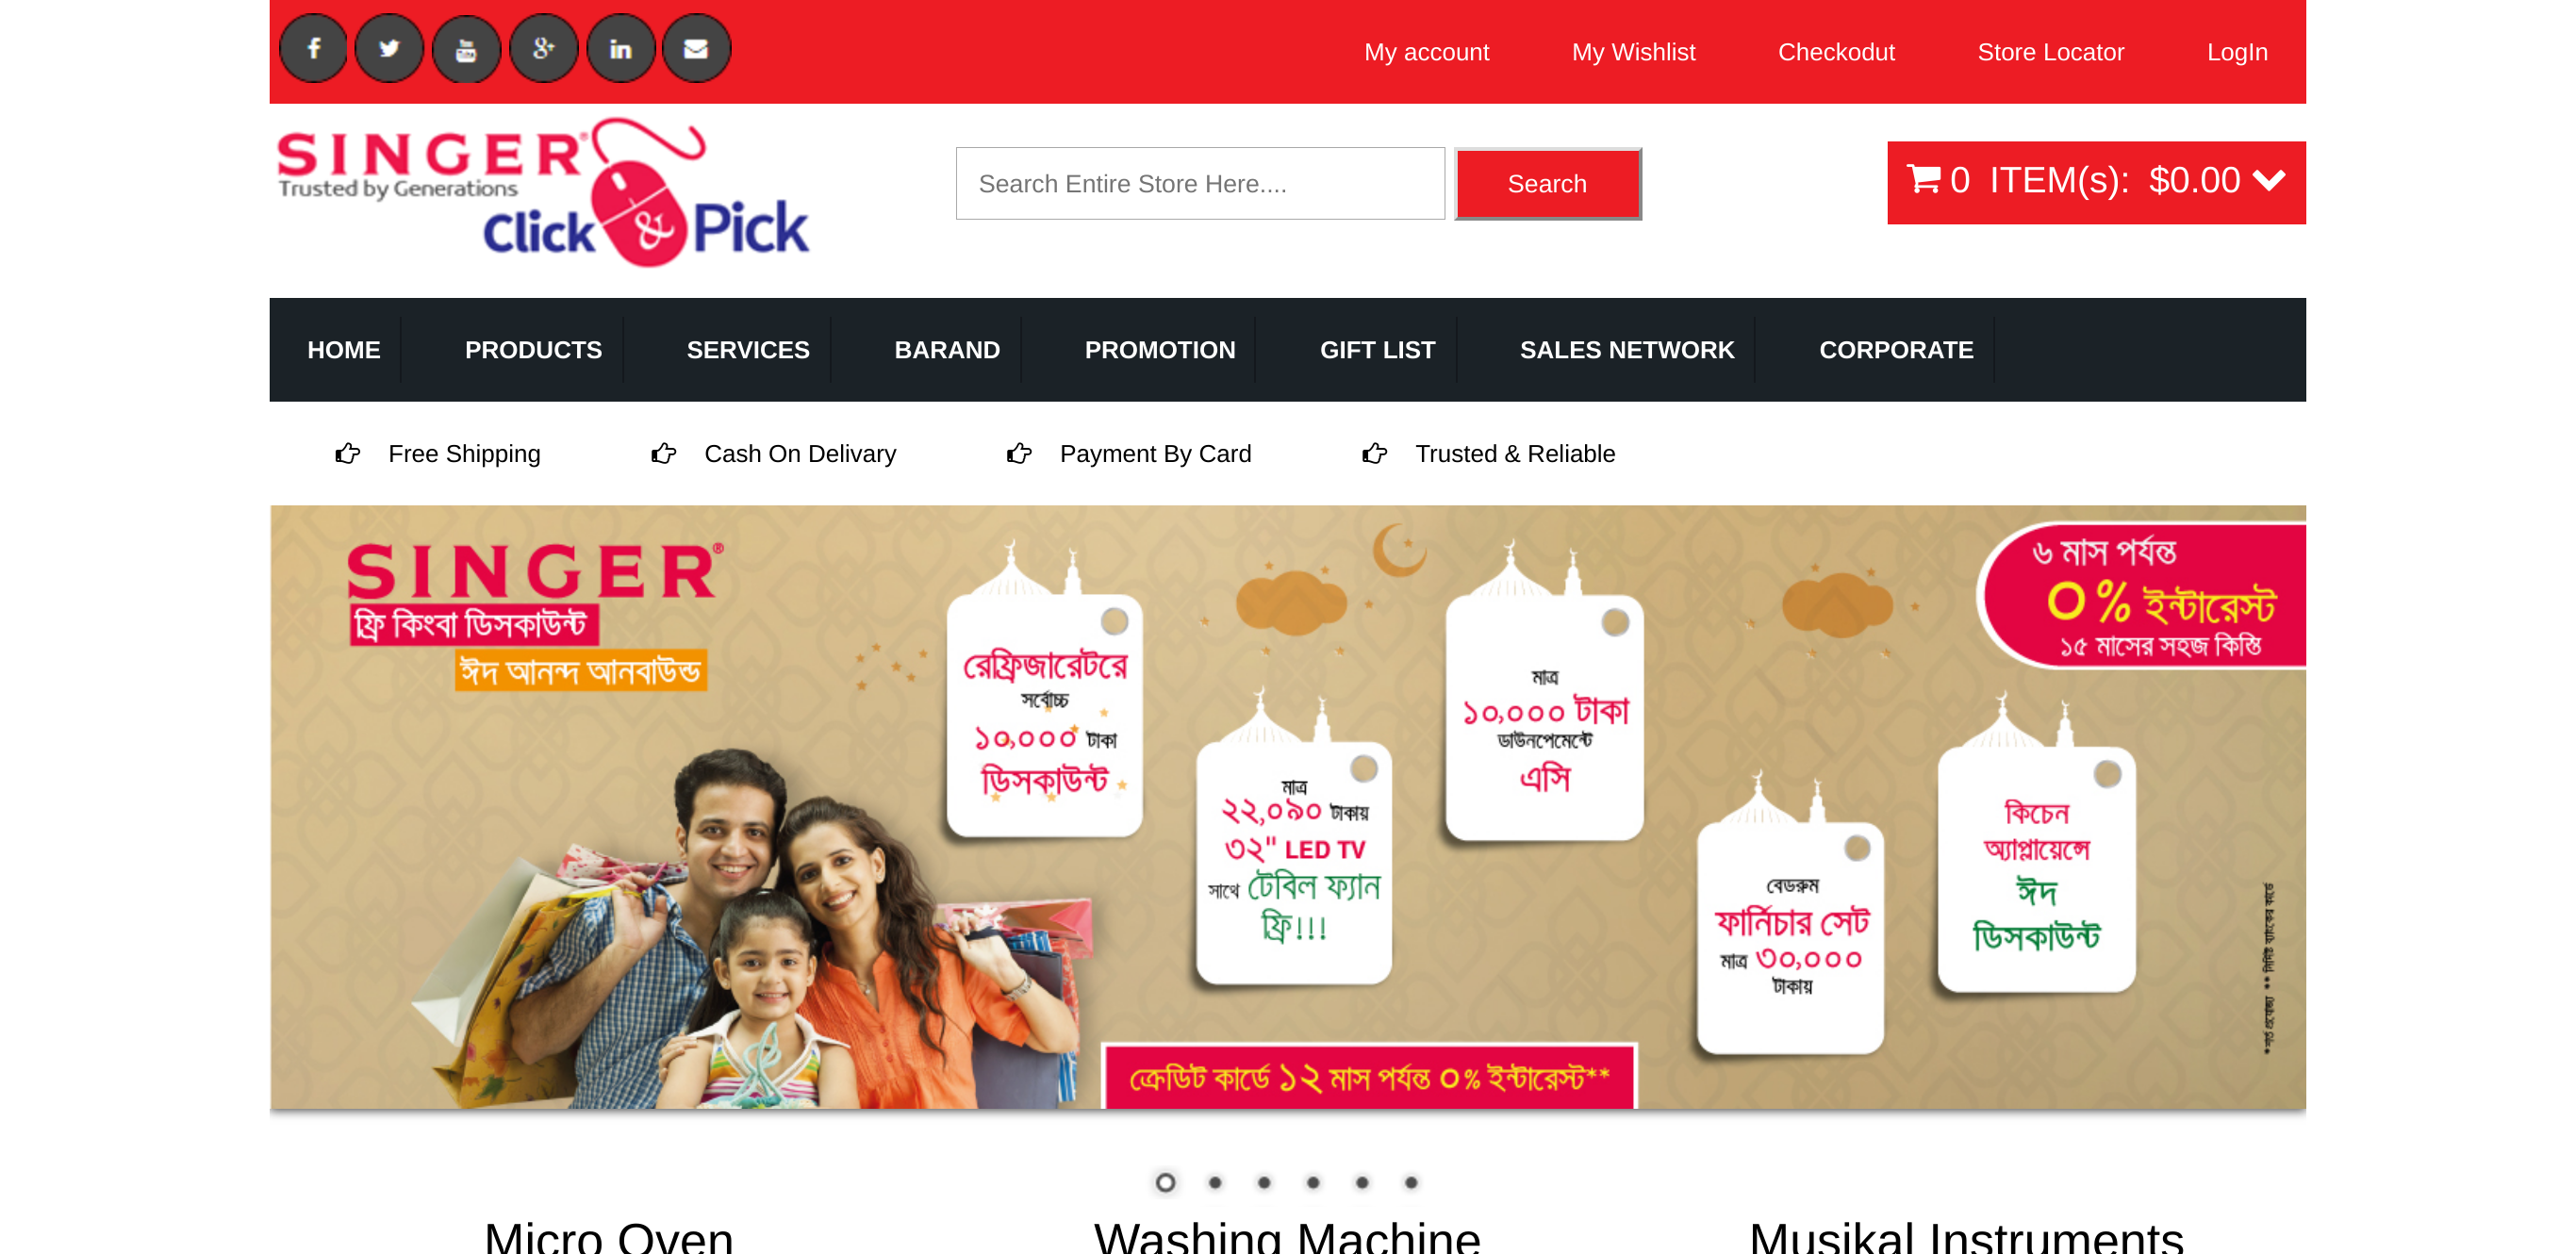 My account My Wishlist Checkodut Store Locator LogIn
SINGER®
Trusted by Generations
Click & Pick
Search Entire Store Here....
Search
0 ITEM(s): $0.00
HOME PRODUCTS SERVICES BARAND PROMOTION GIFT LIST SALES NETWORK CORPORATE
Free Shipping Cash On Delivary Payment By Card Trusted & Reliable
SINGER®
ফ্রি কিংবা ডিসকাউন্ট
ঈদ আনন্দ আনবাউন্ড
রেফ্রিজারেটরে
সর্বোচ্চ
১০,০০০ টাকা
ডিসকাউন্ট
মাত্র
২২,০৯০ টাকায়
৩২" LED TV
সাথে টেবিল ফ্যান
ফ্রি!!!
মাত্র
১০,০০০ টাকা
ডাউনপেমেন্টে
এসি
বেডরুম
ফার্নিচার সেট
মাত্র ৩০,০০০
টাকায়
৬ মাস পর্যন্ত
০% ইন্টারেস্ট
১৫ মাসের সহজ কিস্তি
কিচেন
অ্যাপ্লায়েন্সে
ঈদ
ডিসকাউন্ট
*শর্ত প্রযোজ্য ** নির্দিষ্ট ব্যাংকের কার্ডে
ক্রেডিট কার্ডে ১২ মাস পর্যন্ত ০% ইন্টারেস্ট**
Micro Oven
Washing Machine
Musikal Instruments